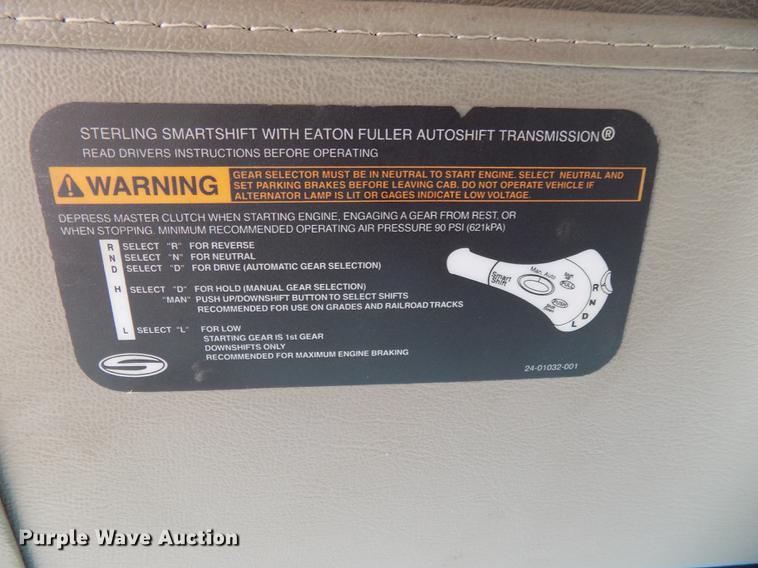 STERLING SMARTSHIFT WITH EATON FULLER AUTOSHIFT TRANSMISSION®
READ DRIVERS INSTRUCTIONS BEFORE OPERATING
WARNING
GEAR SELECTOR MUST BE IN NEUTRAL TO START ENGINE. SELECT NEUTRAL AND
SET PARKING BRAKES BEFORE LEAVING CAB. DO NOT OPERATE VEHICLE IF
ALTERNATOR LAMP IS LIT OR GAGES INDICATE LOW VOLTAGE.
DEPRESS MASTER CLUTCH WHEN STARTING ENGINE, ENGAGING A GEAR FROM REST, OR
WHEN STOPPING. MINIMUM RECOMMENDED OPERATING AIR PRESSURE 90 PSI (621kPA)
R SELECT "R" FOR REVERSE
N SELECT "N" FOR NEUTRAL
D SELECT "D" FOR DRIVE (AUTOMATIC GEAR SELECTION)
H SELECT "D" FOR HOLD (MANUAL GEAR SELECTION)
"MAN" PUSH UP/DOWNSHIFT BUTTON TO SELECT SHIFTS
RECOMMENDED FOR USE ON GRADES AND RAILROAD TRACKS
L SELECT "L" FOR LOW
STARTING GEAR IS 1st GEAR
DOWNSHIFTS ONLY
RECOMMENDED FOR MAXIMUM ENGINE BRAKING
Smart
Shift
Man. Auto
PULL
PUSH
R
N
D
L
S
24-01032-001
Purple Wave Auction